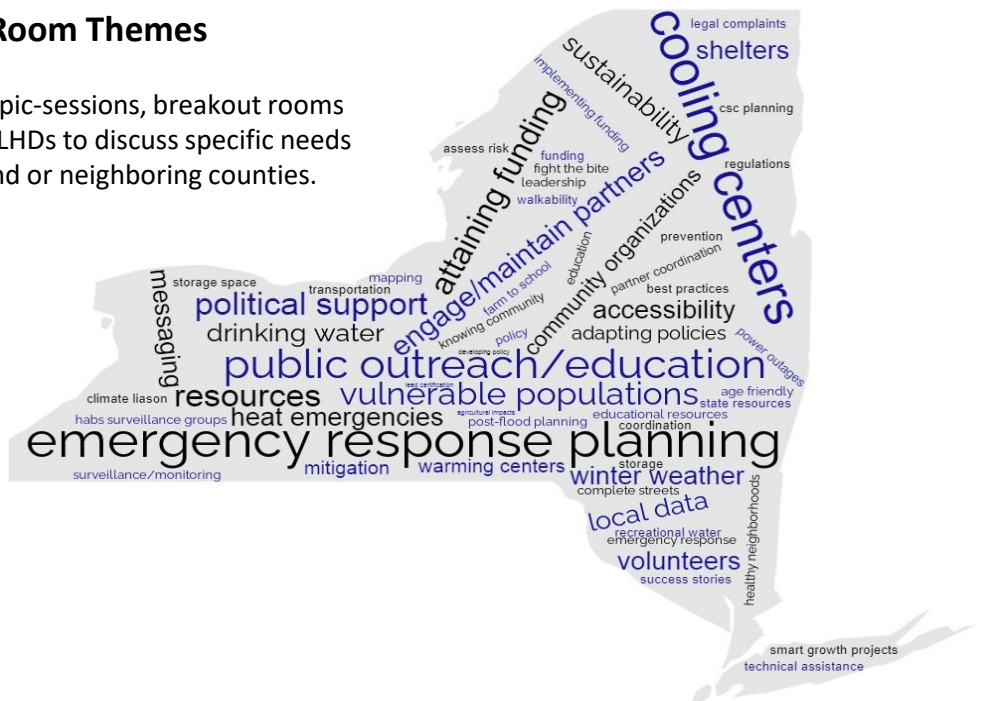 Room Themes
pic-sessions, breakout rooms
LHDs to discuss specific needs
nd or neighboring counties.
legal complaints
shelters
cooling centers
sustainability
implementing funding
csc planning
attaining funding
assess risk
funding
fight the bite
leadership
walkability
regulations
engage/maintain partners
community organizations
education
prevention
partner coordination
best practices
farm to school
knowing community
mapping
messaging
storage space
transportation
political support
accessibility
drinking water
policy
adapting policies
power outages
developing policy
public outreach/education
lead certification
vulnerable populations
age friendly
state resources
climate liason
resources
habs surveillance groups
heat emergencies
agricultural impacts
post-flood planning
educational resources
coordination
emergency response planning
surveillance/monitoring
mitigation
warming centers
storage
winter weather
complete streets
local data
recreational water
emergency response
healthy neighborhoods
volunteers
success stories
smart growth projects
technical assistance